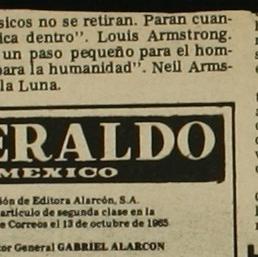 sicos no se retiran. Paran cuan-
ica dentro". Louis Armstrong.
un paso pequeño para el hom-
para la humanidad". Neil Arms-
la Luna.
ERALDO
MEXICO
ión de Editora Alarcón, S.A.
artículo de segunda clase en la
e Correos el 13 de octubre de 1965
tor General GABRIEL ALARCON